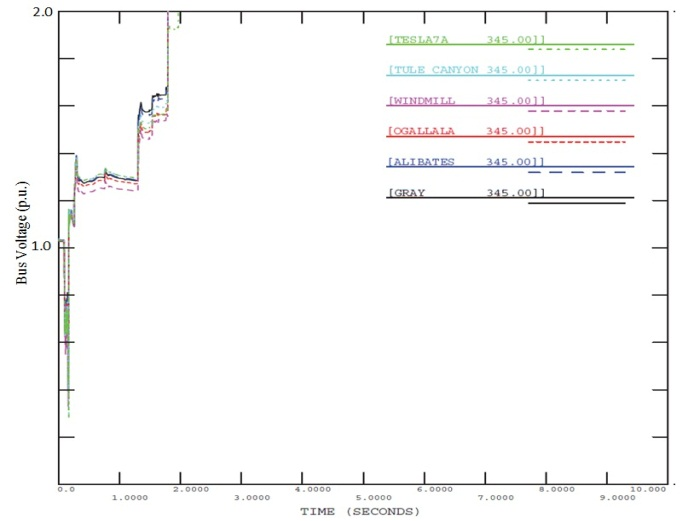 2.0
[TESLA7A 345.00]]
[TULE CANYON 345.00]]
[WINDMILL 345.00]]
[OGALLALA 345.00]]
[ALIBATES 345.00]]
[GRAY 345.00]]
Bus Voltage (p.u.)
1.0
0.0 2.0000 4.0000 6.0000 8.0000 10.000
1.0000 3.0000 5.0000 7.0000 9.0000
TIME (SECONDS)